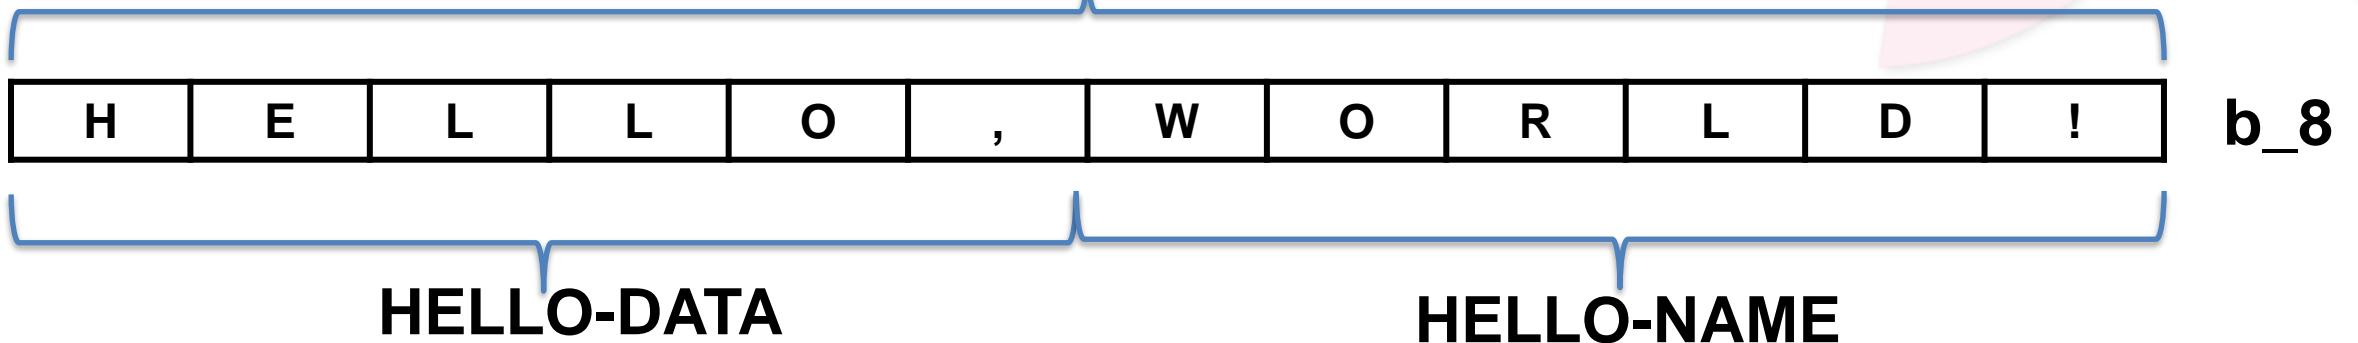 H E L L O , W O R L D ! b_8
HELLO-DATA HELLO-NAME